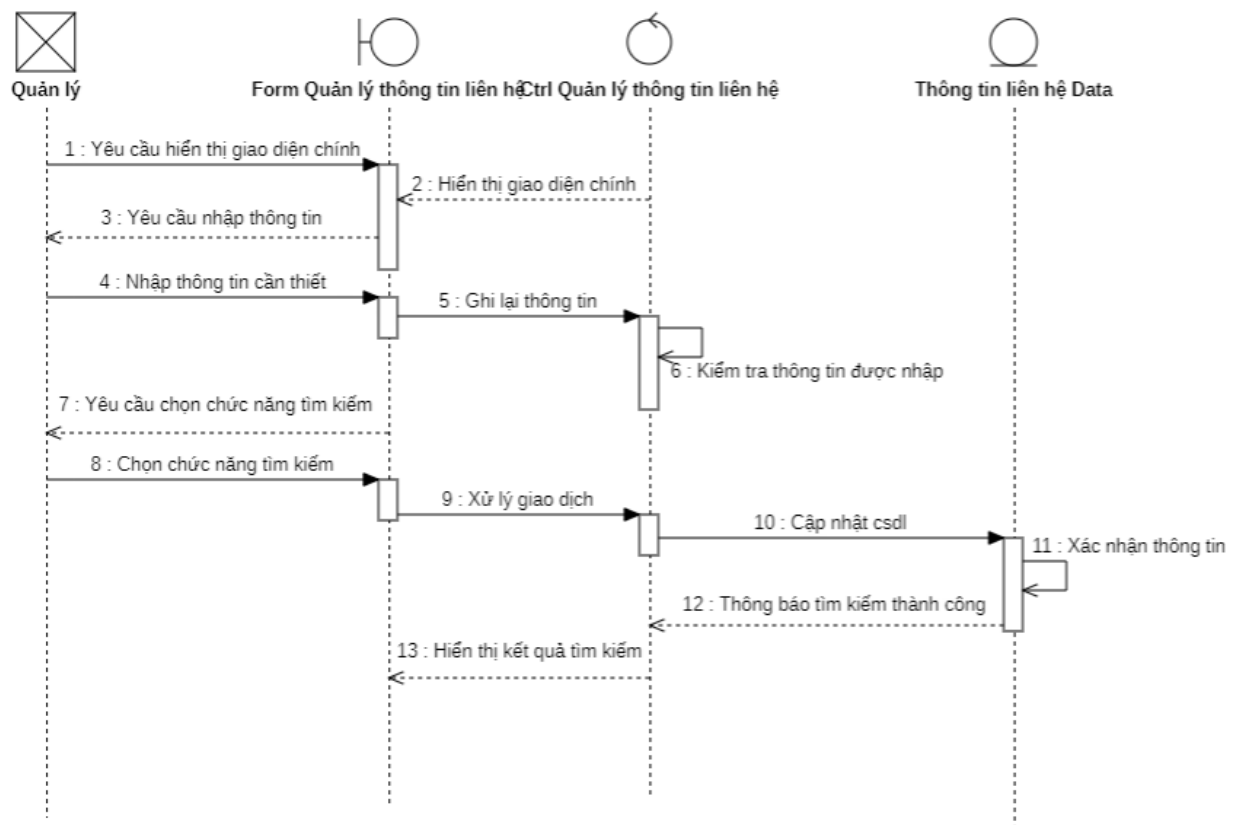 Quản lý
Form Quản lý thông tin liên hệ
Ctrl Quản lý thông tin liên hệ
Thông tin liên hệ Data
1 : Yêu cầu hiển thị giao diện chính
2 : Hiển thị giao diện chính
3 : Yêu cầu nhập thông tin
4 : Nhập thông tin cần thiết
5 : Ghi lại thông tin
6 : Kiểm tra thông tin được nhập
7 : Yêu cầu chọn chức năng tìm kiếm
8 : Chọn chức năng tìm kiếm
9 : Xử lý giao dịch
10 : Cập nhật csdl
11 : Xác nhận thông tin
12 : Thông báo tìm kiếm thành công
13 : Hiển thị kết quả tìm kiếm